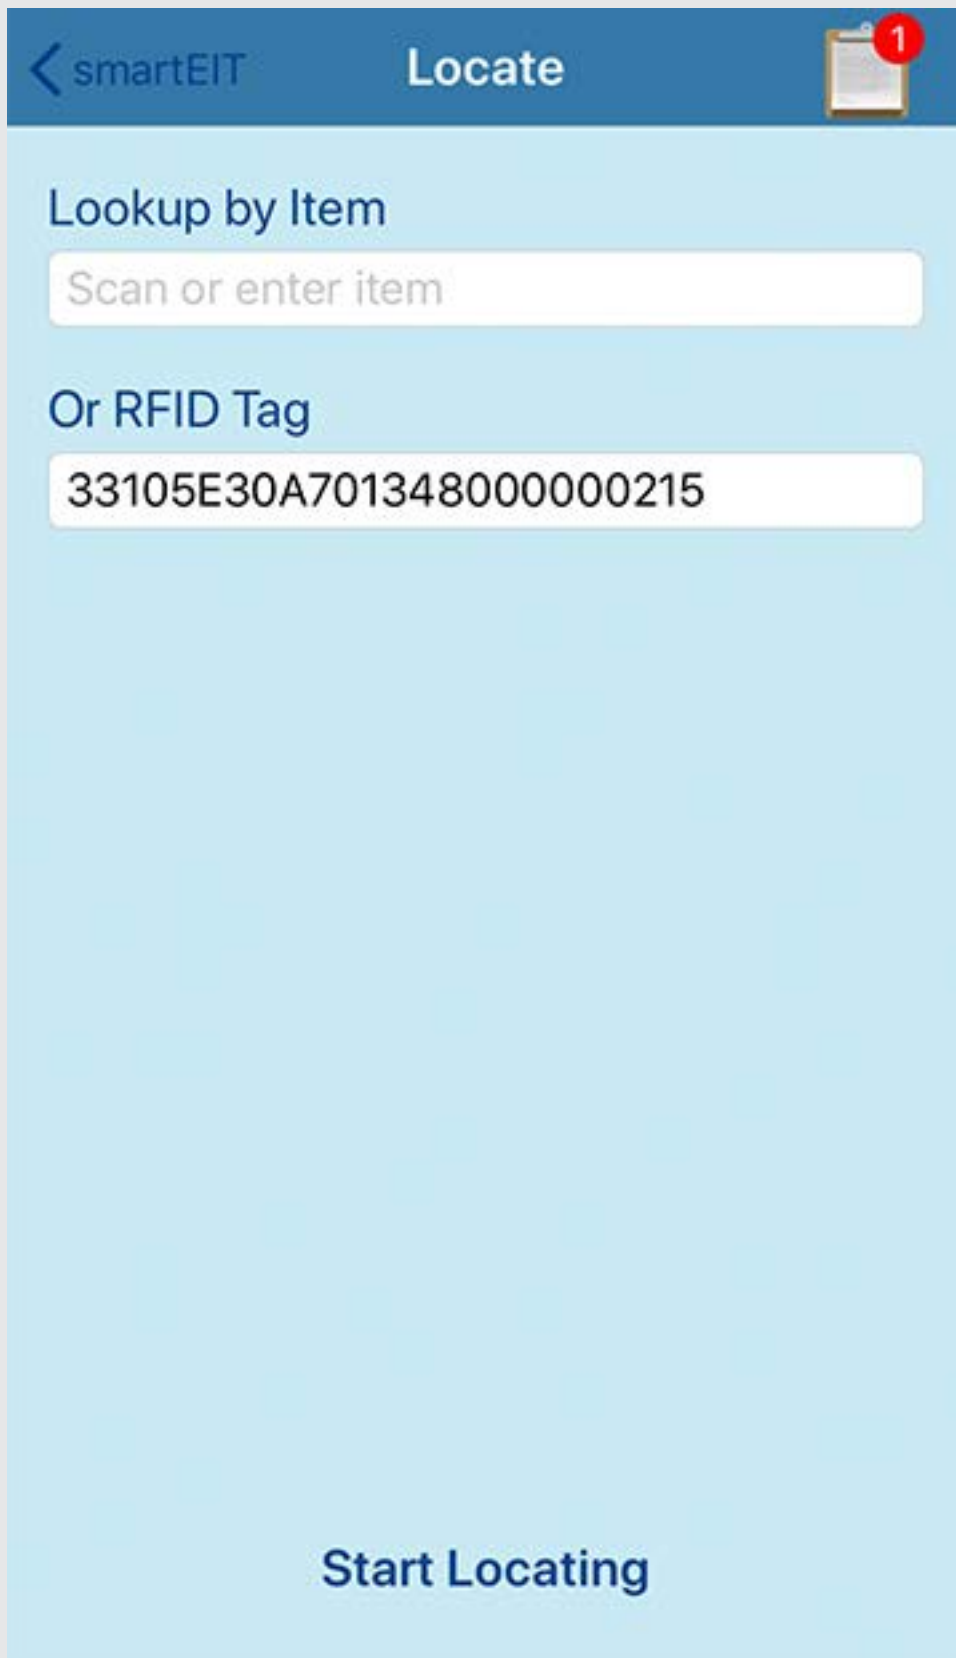 smartEIT
Locate
1
Lookup by Item
Scan or enter item
Or RFID Tag
33105E30A701348000000215
Start Locating